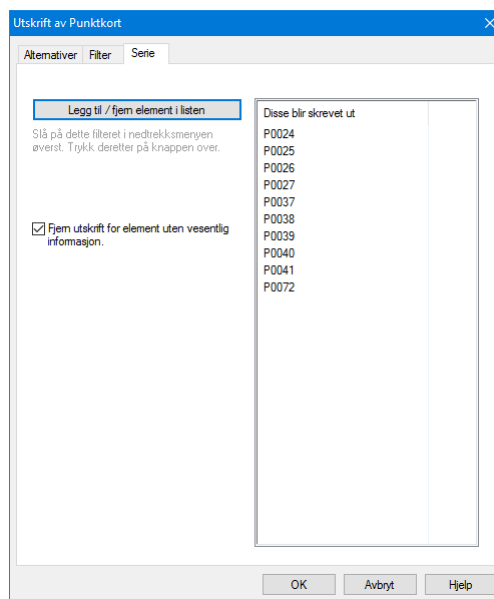 Utskrift av Punktkort
Alternativer Filter Serie
Legg til / fjern element i listen
Slå på dette filteret i nedtrekksmenyen
øverst. Trykk deretter på knappen over.
Fjern utskrift for element uten vesentlig
informasjon.
Disse blir skrevet ut
P0024
P0025
P0026
P0027
P0037
P0038
P0039
P0040
P0041
P0072
OK Avbryt Hjelp